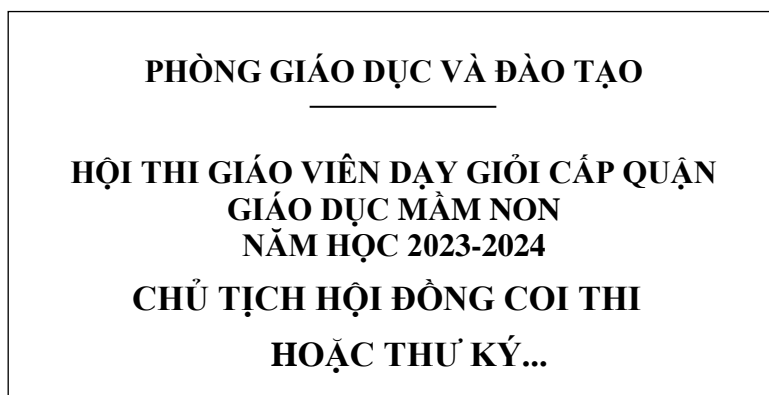 PHÒNG GIÁO DỤC VÀ ĐÀO TẠO
HỘI THI GIÁO VIÊN DẠY GIỎI CẤP QUẬN
GIÁO DỤC MẦM NON
NĂM HỌC 2023-2024
CHỦ TỊCH HỘI ĐỒNG COI THI
HOẶC THƯ KÝ...